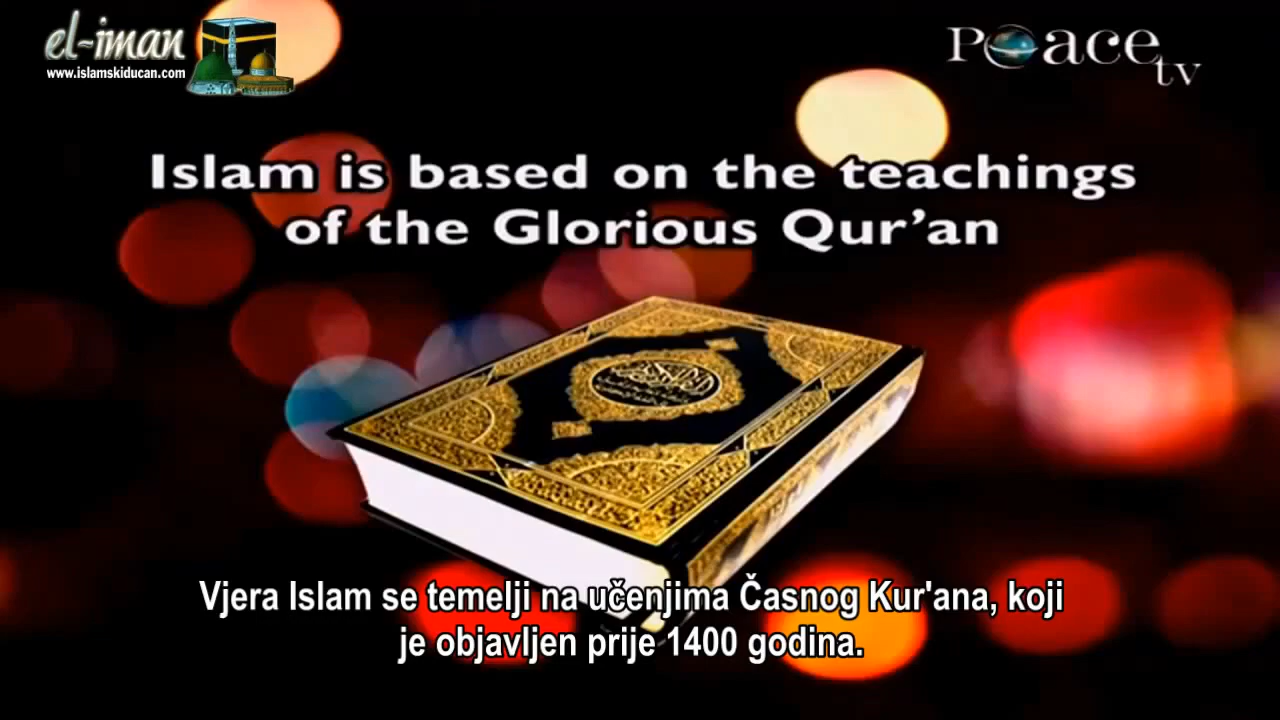 el-iman
www.islamskiducan.com
Peace tv
Islam is based on the teachings
of the Glorious Qur'an
Vjera Islam se temelji na učenjima Časnog Kur'ana, koji
je objavljen prije 1400 godina.